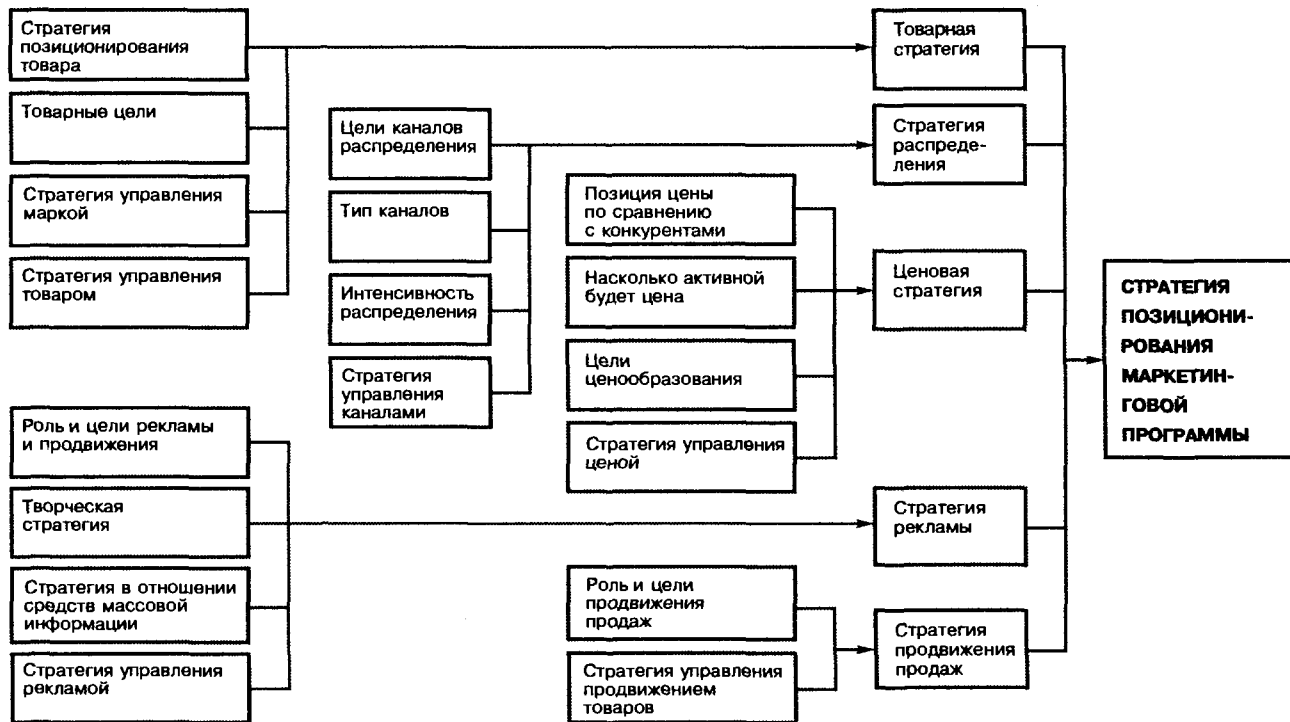 Стратегия
позиционирования
товара
Товарные цели
Стратегия управления
маркой
Стратегия управления
товаром
Роль и цели рекламы
и продвижения
Творческая
стратегия
Стратегия в отношении
средств массовой
информации
Стратегия управления
рекламой
Цели каналов
распределения
Тип каналов
Интенсивность
распределения
Стратегия
управления
каналами
Позиция цены
по сравнению
с конкурентами
Насколько активной
будет цена
Цели
ценообразования
Стратегия управления
ценой
Роль и цели
продвижения
продаж
Стратегия управления
продвижением
товаров
Товарная
стратегия
Стратегия
распреде-
ления
Ценовая
стратегия
Стратегия
рекламы
Стратегия
продвижения
продаж
СТРАТЕГИЯ
ПОЗИЦИОНИ-
РОВАНИЯ
МАРКЕТИН-
ГОВОЙ
ПРОГРАММЫ